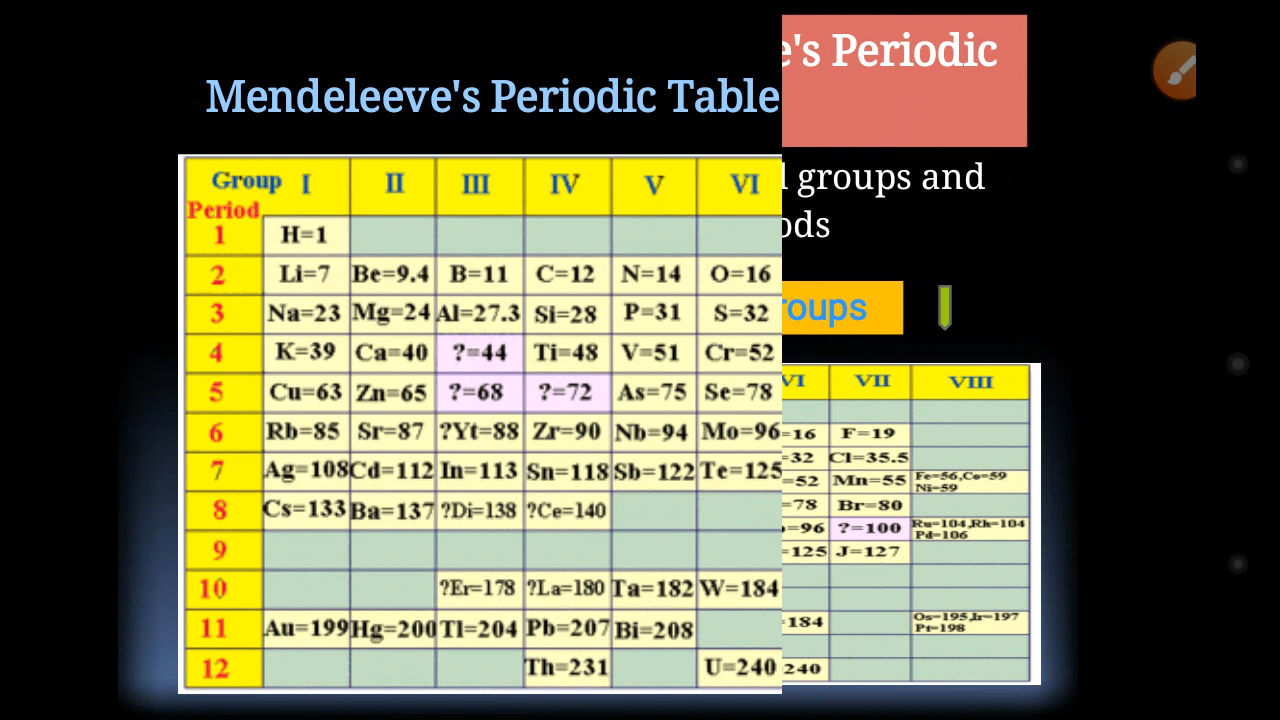 Mendeleeve's Periodic Table
Group I II III IV V VI
Period
1 H=1
2 Li=7 Be=9.4 B=11 C=12 N=14 O=16
3 Na=23 Mg=24 Al=27.3 Si=28 P=31 S=32
4 K=39 Ca=40 ?=44 Ti=48 V=51 Cr=52
5 Cu=63 Zn=65 ?=68 ?=72 As=75 Se=78
6 Rb=85 Sr=87 ?Yt=88 Zr=90 Nb=94 Mo=96
7 Ag=108 Cd=112 In=113 Sn=118 Sb=122 Te=125
8 Cs=133 Ba=137 ?Di=138 ?Ce=140
9
10 ?Er=178 ?La=180 Ta=182 W=184
11 Au=199 Hg=200 Tl=204 Pb=207 Bi=208
12 Th=231 U=240
e's Periodic
groups and
ods
roups
VI VII VIII
=16 F=19
=32 Cl=35.5
=52 Mn=55 Fe=56,Co=59
Ni=59
=78 Br=80
=96 ?=100 Ru=104,Rh=104
Pd=106
=125 J=127
184 Os=195,Ir=197
Pt=198
240